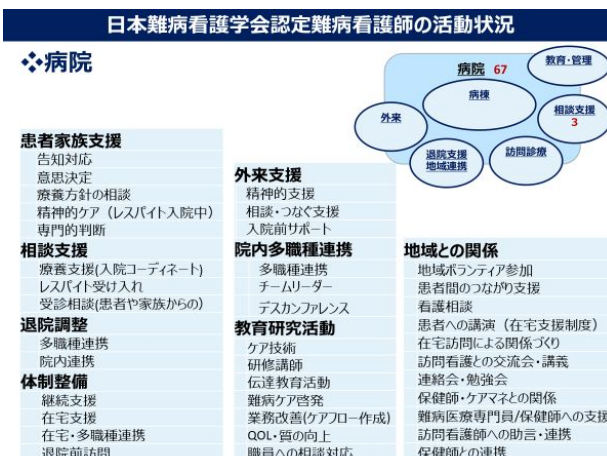 日本難病看護学会認定難病看護師の活動状況
❖病院
病院 67
教育・管理
病棟
外来
相談支援
3
退院支援
地域連携
訪問診療
患者家族支援
告知対応
意思決定
療養方針の相談
精神的ケア（レスパイト入院中）
専門的判断
相談支援
療養支援(入院コーディネート)
レスパイト受け入れ
受診相談(患者や家族からの)
退院調整
多職種連携
院内連携
体制整備
継続支援
在宅支援
在宅・多職種連携
退院前訪問
外来支援
精神的支援
相談・つなぐ支援
入院前サポート
院内多職種連携
多職種連携
チームリーダー
デスカンファレンス
教育研究活動
ケア技術
研修講師
伝達教育活動
難病ケア啓発
業務改善(ケアフロー作成)
QOL・質の向上
職員への相談対応
地域との関係
地域ボランティア参加
患者間のつながり支援
看護相談
患者への講演（在宅支援制度）
在宅訪問による関係づくり
訪問看護との交流会・講義
連絡会・勉強会
保健師・ケアマネとの関係
難病医療専門員/保健師への支援
訪問看護師への助言・連携
保健師との連携